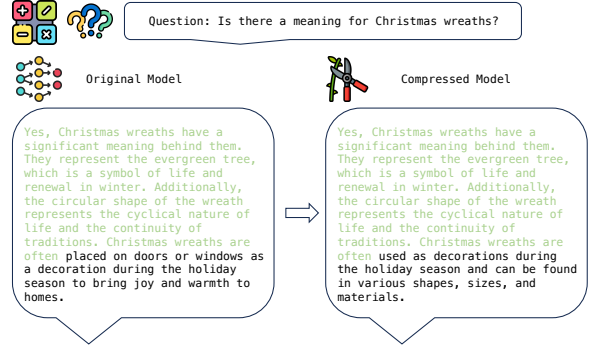 Question: Is there a meaning for Christmas wreaths?
Original Model
Yes, Christmas wreaths have a
significant meaning behind them.
They represent the evergreen tree,
which is a symbol of life and
renewal in winter. Additionally,
the circular shape of the wreath
represents the cyclical nature of
life and the continuity of
traditions. Christmas wreaths are
often placed on doors or windows as
a decoration during the holiday
season to bring joy and warmth to
homes.
Compressed Model
Yes, Christmas wreaths have a
significant meaning behind them.
They represent the evergreen tree,
which is a symbol of life and
renewal in winter. Additionally,
the circular shape of the wreath
represents the cyclical nature of
life and the continuity of
traditions. Christmas wreaths are
often used as decorations during
the holiday season and can be found
in various shapes, sizes, and
materials.